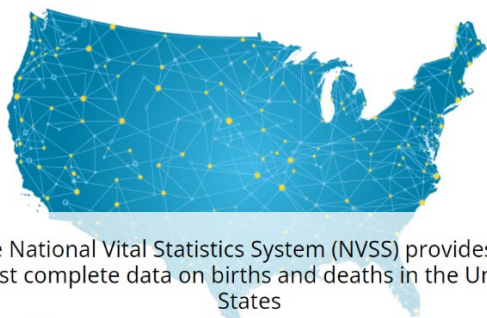 e National Vital Statistics System (NVSS) provides
st complete data on births and deaths in the Un
States